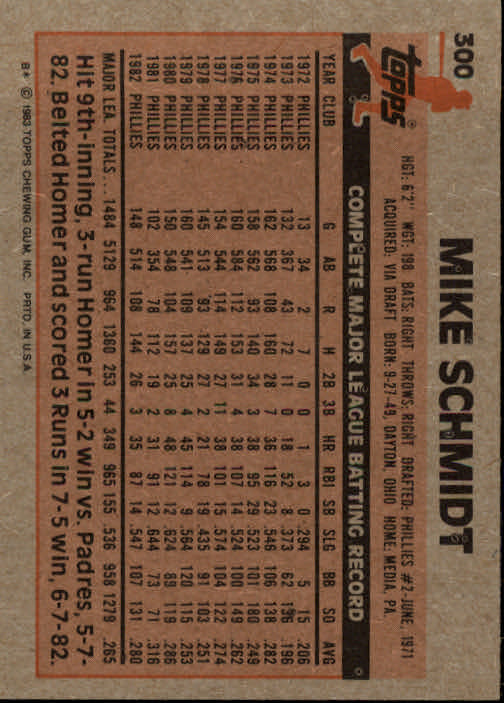 300
topps
MIKE SCHMIDT
HGT: 6'2" WGT: 198 BATS: RIGHT THROWS: RIGHT DRAFTED: PHILLIES #2-JUNE, 1971
ACQUIRED: VIA DRAFT BORN: 9-27-49, DAYTON, OHIO HOME: MEDIA, PA.
COMPLETE MAJOR LEAGUE BATTING RECORD
YEAR CLUB G AB R H 2B 3B HR RBI SB SLG BB SO AVG
1972 PHILLIES 13 34 2 7 0 0 1 3 0 .294 5 15 .206
1973 PHILLIES 132 367 43 72 11 0 18 52 8 .373 62 136 .196
1974 PHILLIES 162 568 108 160 28 7 36 116 23 .546 106 138 .282
1975 PHILLIES 158 562 93 140 34 3 38 95 29 .523 101 180 .249
1976 PHILLIES 160 584 112 153 31 4 38 107 14 .524 100 149 .262
1977 PHILLIES 154 544 114 149 27 11 38 101 15 .574 104 122 .274
1978 PHILLIES 145 513 93 129 27 2 21 78 19 .435 91 103 .251
1979 PHILLIES 160 541 109 137 25 4 45 114 9 .564 120 115 .253
1980 PHILLIES 150 548 104 157 25 8 48 121 12 .624 89 119 .286
1981 PHILLIES 102 354 78 112 19 2 31 91 12 .644 73 71 .316
1982 PHILLIES 148 514 108 144 26 3 35 87 14 .547 107 131 .280
MAJOR LEA. TOTALS ... 1484 5129 964 1360 253 44 349 965 155 .536 958 1279 .265
Hit 9th-inning, 3-run Homer in 5-2 win vs. Padres, 5-7-
82. Belted Homer and scored 3 Runs in 7-5 win, 6-7-82.
B* © 1983 TOPPS CHEWING GUM, INC. PRTD. IN U.S.A.